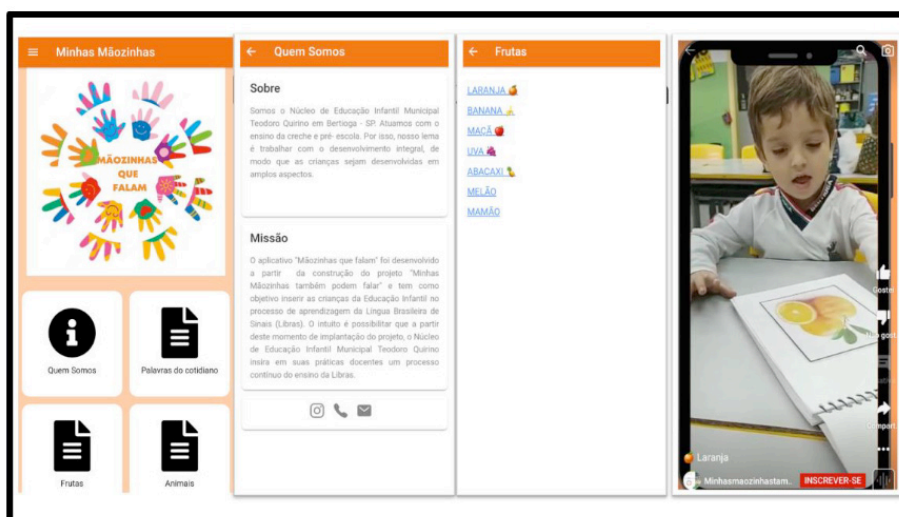 Minhas Mãozinhas
MÃOZINHAS
QUE
FALAM
Quem Somos
Palavras do cotidiano
Frutas
Animais
Quem Somos
Sobre
Somos o Núcleo de Educação Infantil Municipal
Teodoro Quirino em Bertioga - SP. Atuamos com o
ensino da creche e pré- escola. Por isso, nosso lema
é trabalhar com o desenvolvimento integral, de
modo que as crianças sejam desenvolvidas em
amplos aspectos.
Missão
O aplicativo "Mãozinhas que falam" foi desenvolvido
a partir da construção do projeto "Minhas
Mãozinhas também podem falar" e tem como
objetivo inserir as crianças da Educação Infantil no
processo de aprendizagem da Língua Brasileira de
Sinais (Libras). O intuito é possibilitar que a partir
deste momento de implantação do projeto, o Núcleo
de Educação Infantil Municipal Teodoro Quirino
insira em suas práticas docentes um processo
contínuo do ensino da Libras.
Frutas
LARANJA 🍊
BANANA 🍌
MAÇÃ 🍎
UVA 🍇
ABACAXI 🍍
MELÃO
MAMÃO
Gostei
gost
Compart
🍊 Laranja
Minhasmaozinhastam..
INSCREVER-SE